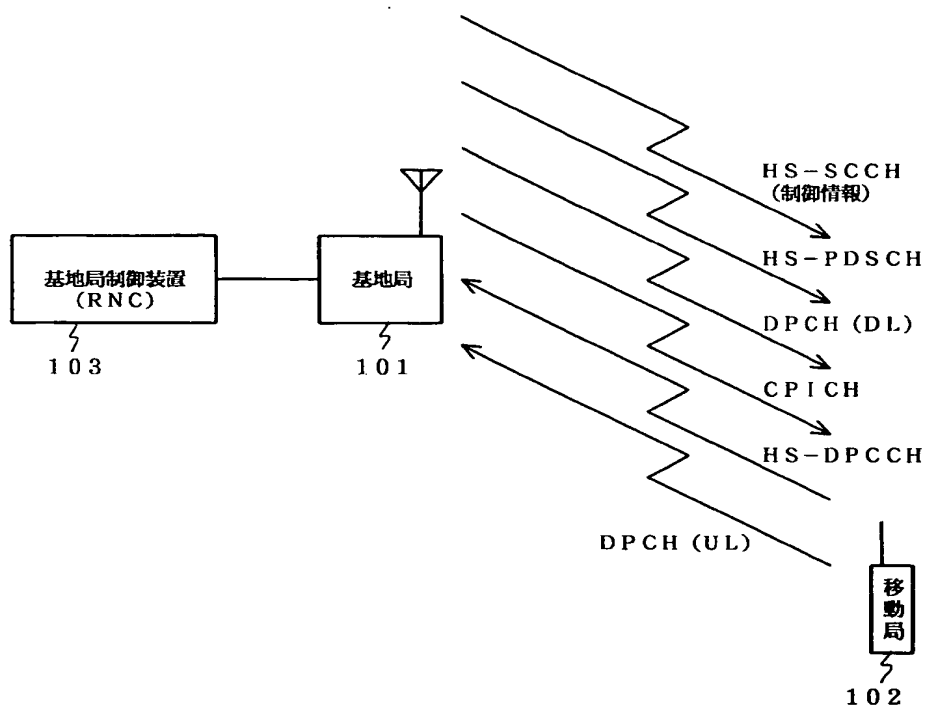 HS-SCCH
(制御情報)
HS-PDSCH
DPCH (DL)
CPICH
HS-DPCCH
DPCH (UL)
基地局制御装置
(RNC)
103
基地局
101
移動局
102